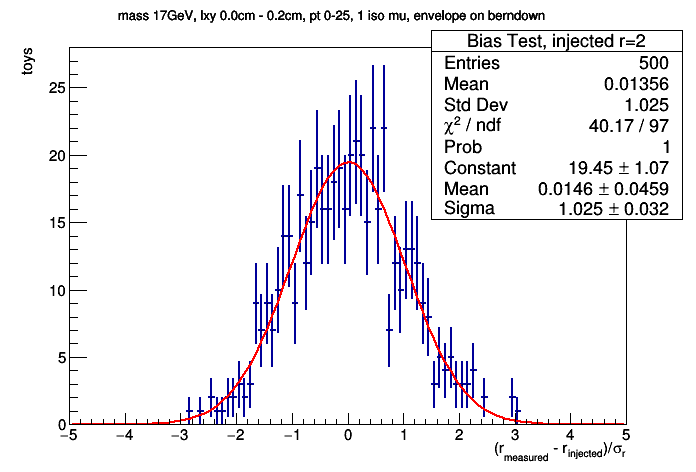 mass 17GeV, lxy 0.0cm - 0.2cm, pt 0-25, 1 iso mu, envelope on berndown
toys
Bias Test, injected r=2
Entries 500
Mean 0.01356
Std Dev 1.025
χ² / ndf 40.17 / 97
Prob 1
Constant 19.45 ± 1.07
Mean 0.0146 ± 0.0459
Sigma 1.025 ± 0.032
25
20
15
10
5
0
−5 −4 −3 −2 −1 0 1 2 3 4 5
(r_measured - r_injected)/σ_r